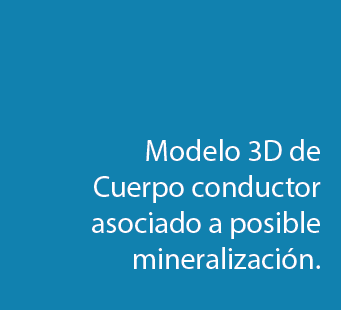 Modelo 3D de
Cuerpo conductor
asociado a posible
mineralización.